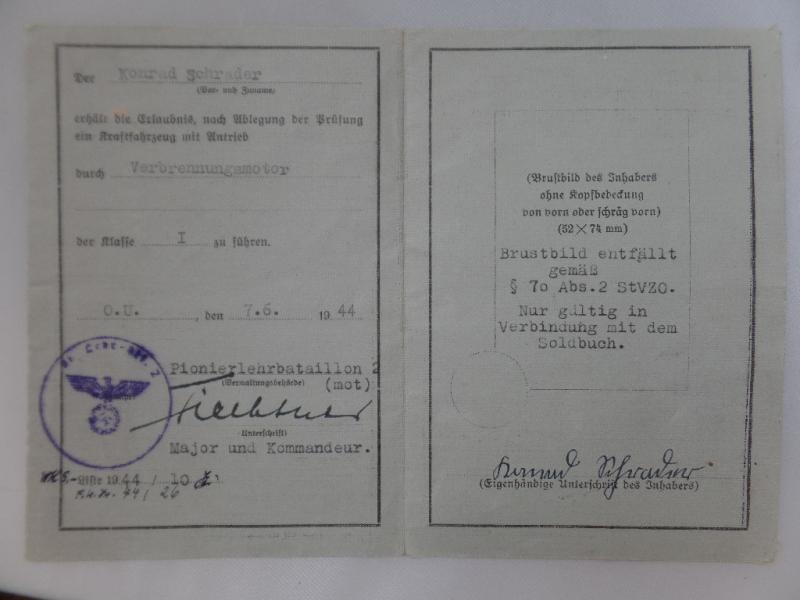 Der Konrad Schrader
(Vor- und Zuname)
erhält die Erlaubnis, nach Ablegung der Prüfung
ein Kraftfahrzeug mit Antrieb
durch Verbrennungsmotor
der Klasse I zu führen.
O.U., den 7.6. 1944
Pionierlehrbataillon 2
(Verwaltungsbehörde) (mot)
(Unterschrift)
Major und Kommandeur.
Liste 1944 / 10
44 / 26
(Brustbild des Inhabers
ohne Kopfbedeckung
von vorn oder schräg vorn)
(52 × 74 mm)
Brustbild entfällt
gemäß
§ 7o Abs.2 StVZO.
Nur gültig in
Verbindung mit dem
Soldbuch.
Konrad Schrader
(Eigenhändige Unterschrift des Inhabers)